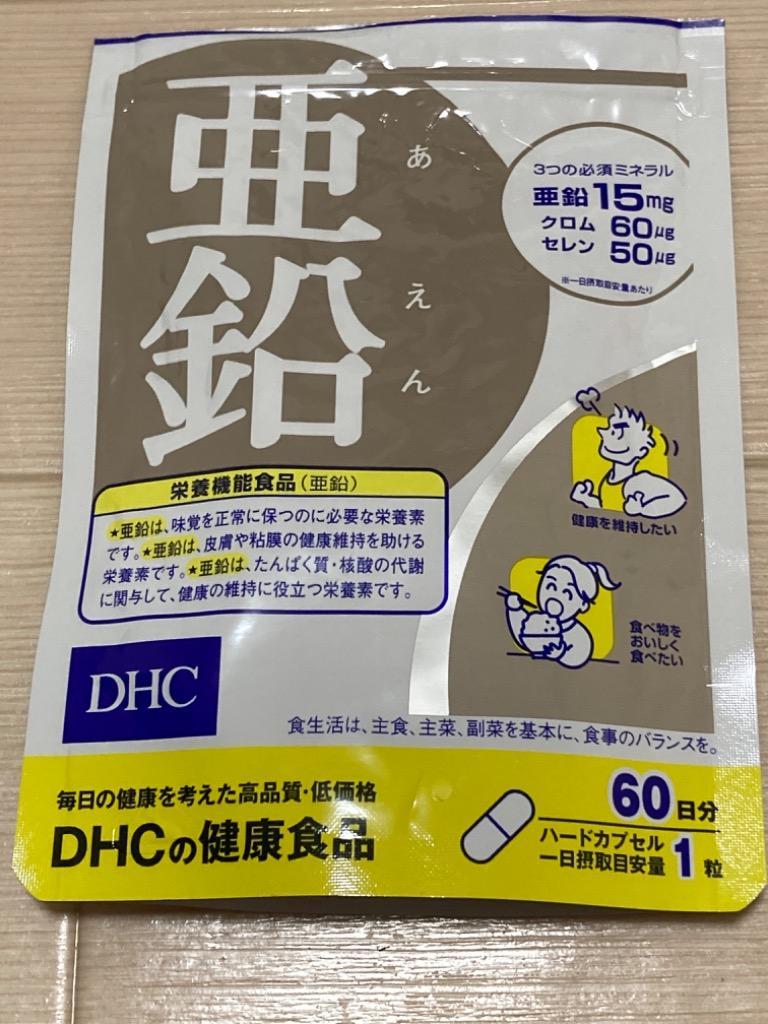 亜鉛
あえん
3つの必須ミネラル
亜鉛 15mg
クロム 60μg
セレン 50μg
※一日摂取目安量あたり
栄養機能食品(亜鉛)
★亜鉛は、味覚を正常に保つのに必要な栄養素
です。★亜鉛は、皮膚や粘膜の健康維持を助ける
栄養素です。★亜鉛は、たんぱく質・核酸の代謝
に関与して、健康の維持に役立つ栄養素です。
健康を維持したい
食べ物を
おいしく
食べたい
DHC
食生活は、主食、主菜、副菜を基本に、食事のバランスを。
毎日の健康を考えた高品質・低価格
DHCの健康食品
60日分
ハードカプセル
一日摂取目安量 1粒